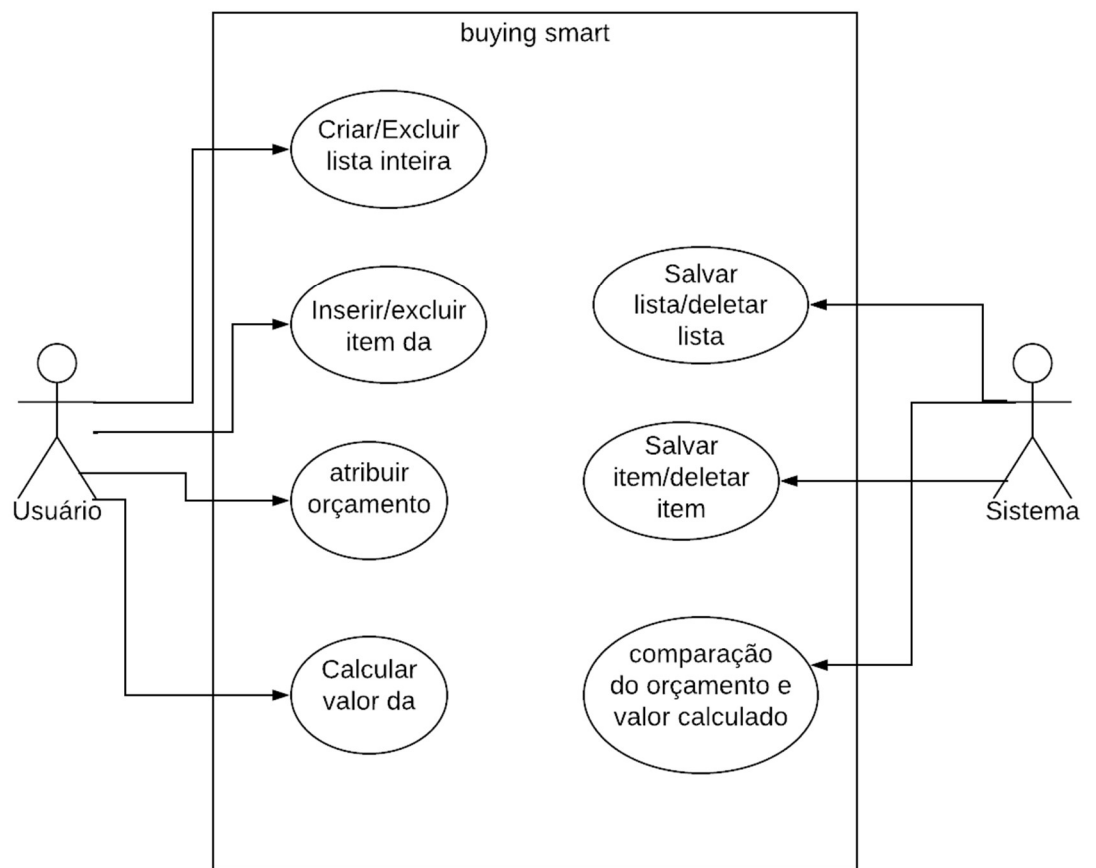 buying smart
Criar/Excluir
lista inteira
Inserir/excluir
item da
atribuir
orçamento
Calcular
valor da
Usuário
Salvar
lista/deletar
lista
Salvar
item/deletar
item
comparação
do orçamento e
valor calculado
Sistema